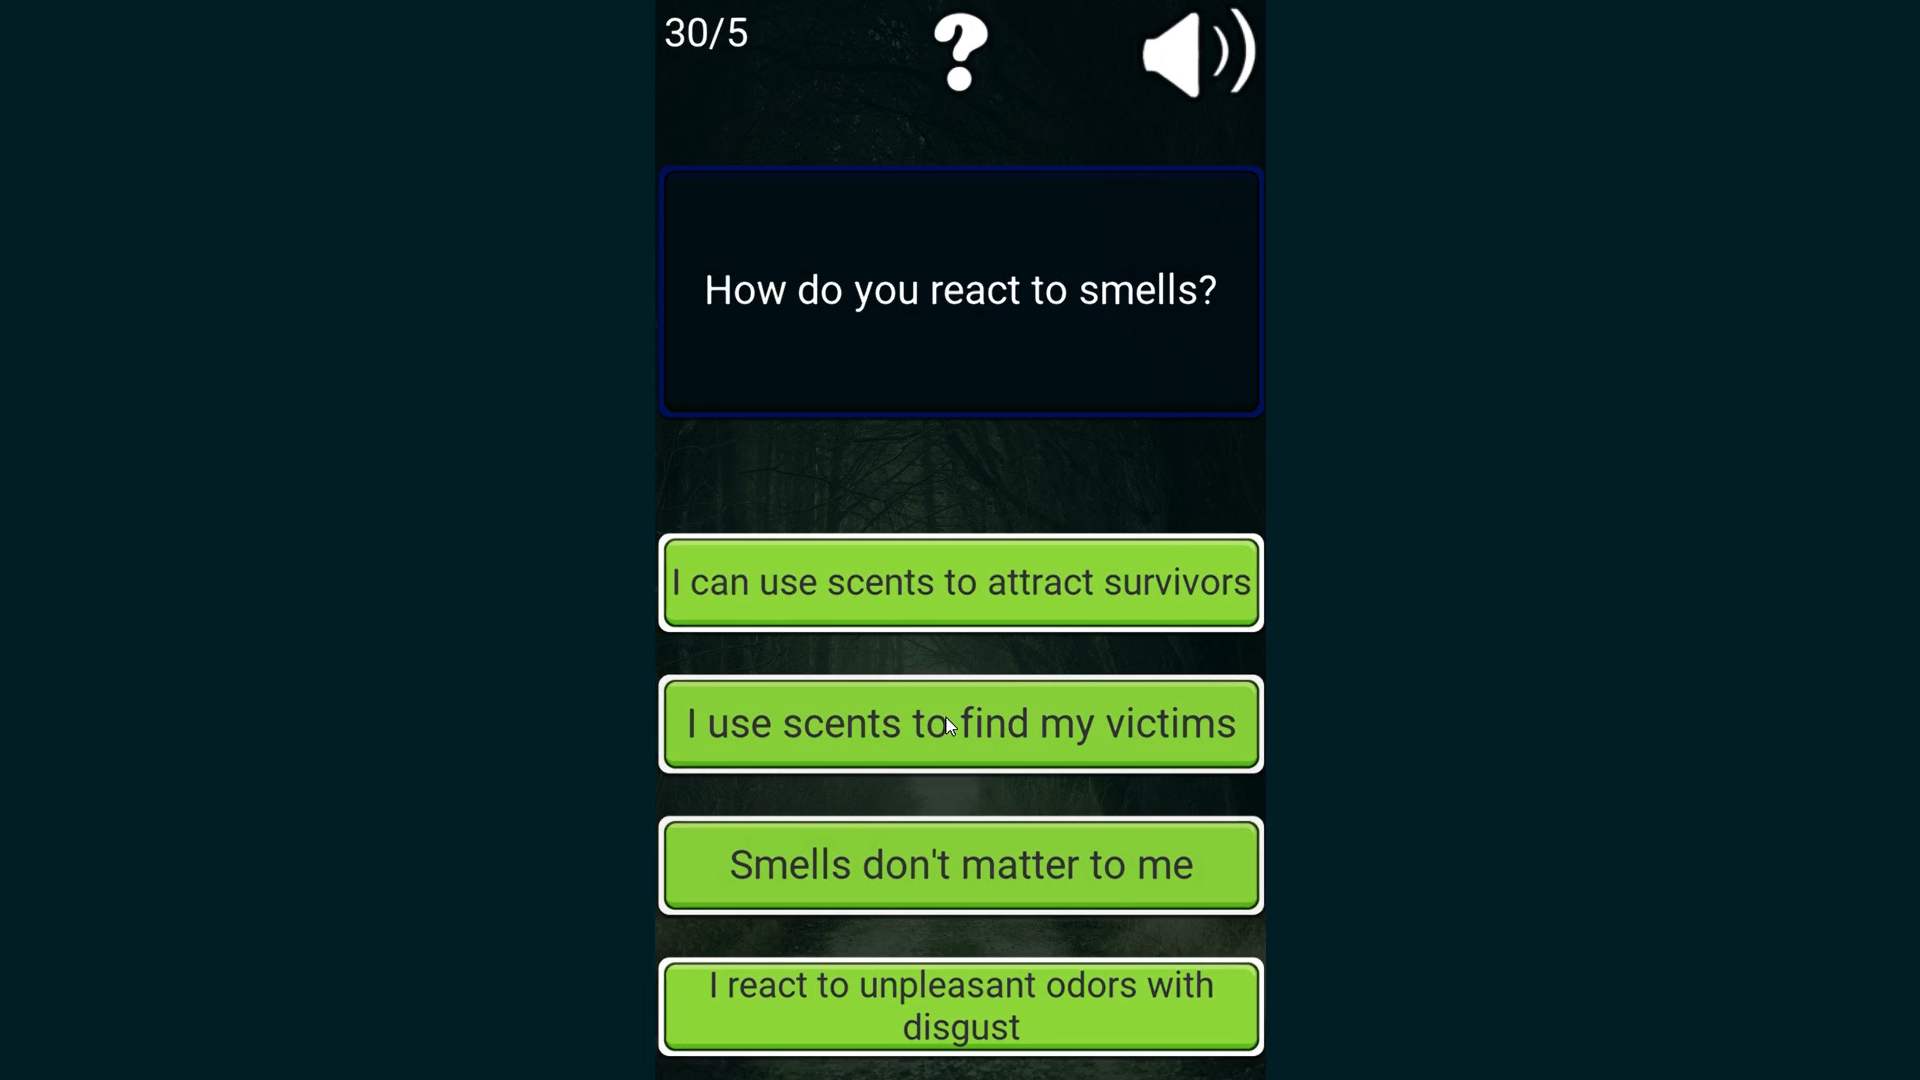 30/5
?
How do you react to smells?
I can use scents to attract survivors
I use scents to find my victims
Smells don't matter to me
I react to unpleasant odors with
disgust